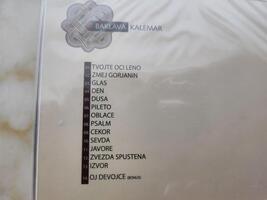 BAKLAVA KALEMAR
TVOJTE OCI LENO
ZMEJ GORJANIN
GLAS
DEN
DUSA
PILETO
OBLACE
PSALM
CEKOR
SEVDA
JAVORE
ZVEZDA SPUSTENA
IZVOR
OJ DEVOJCE (BONUS)